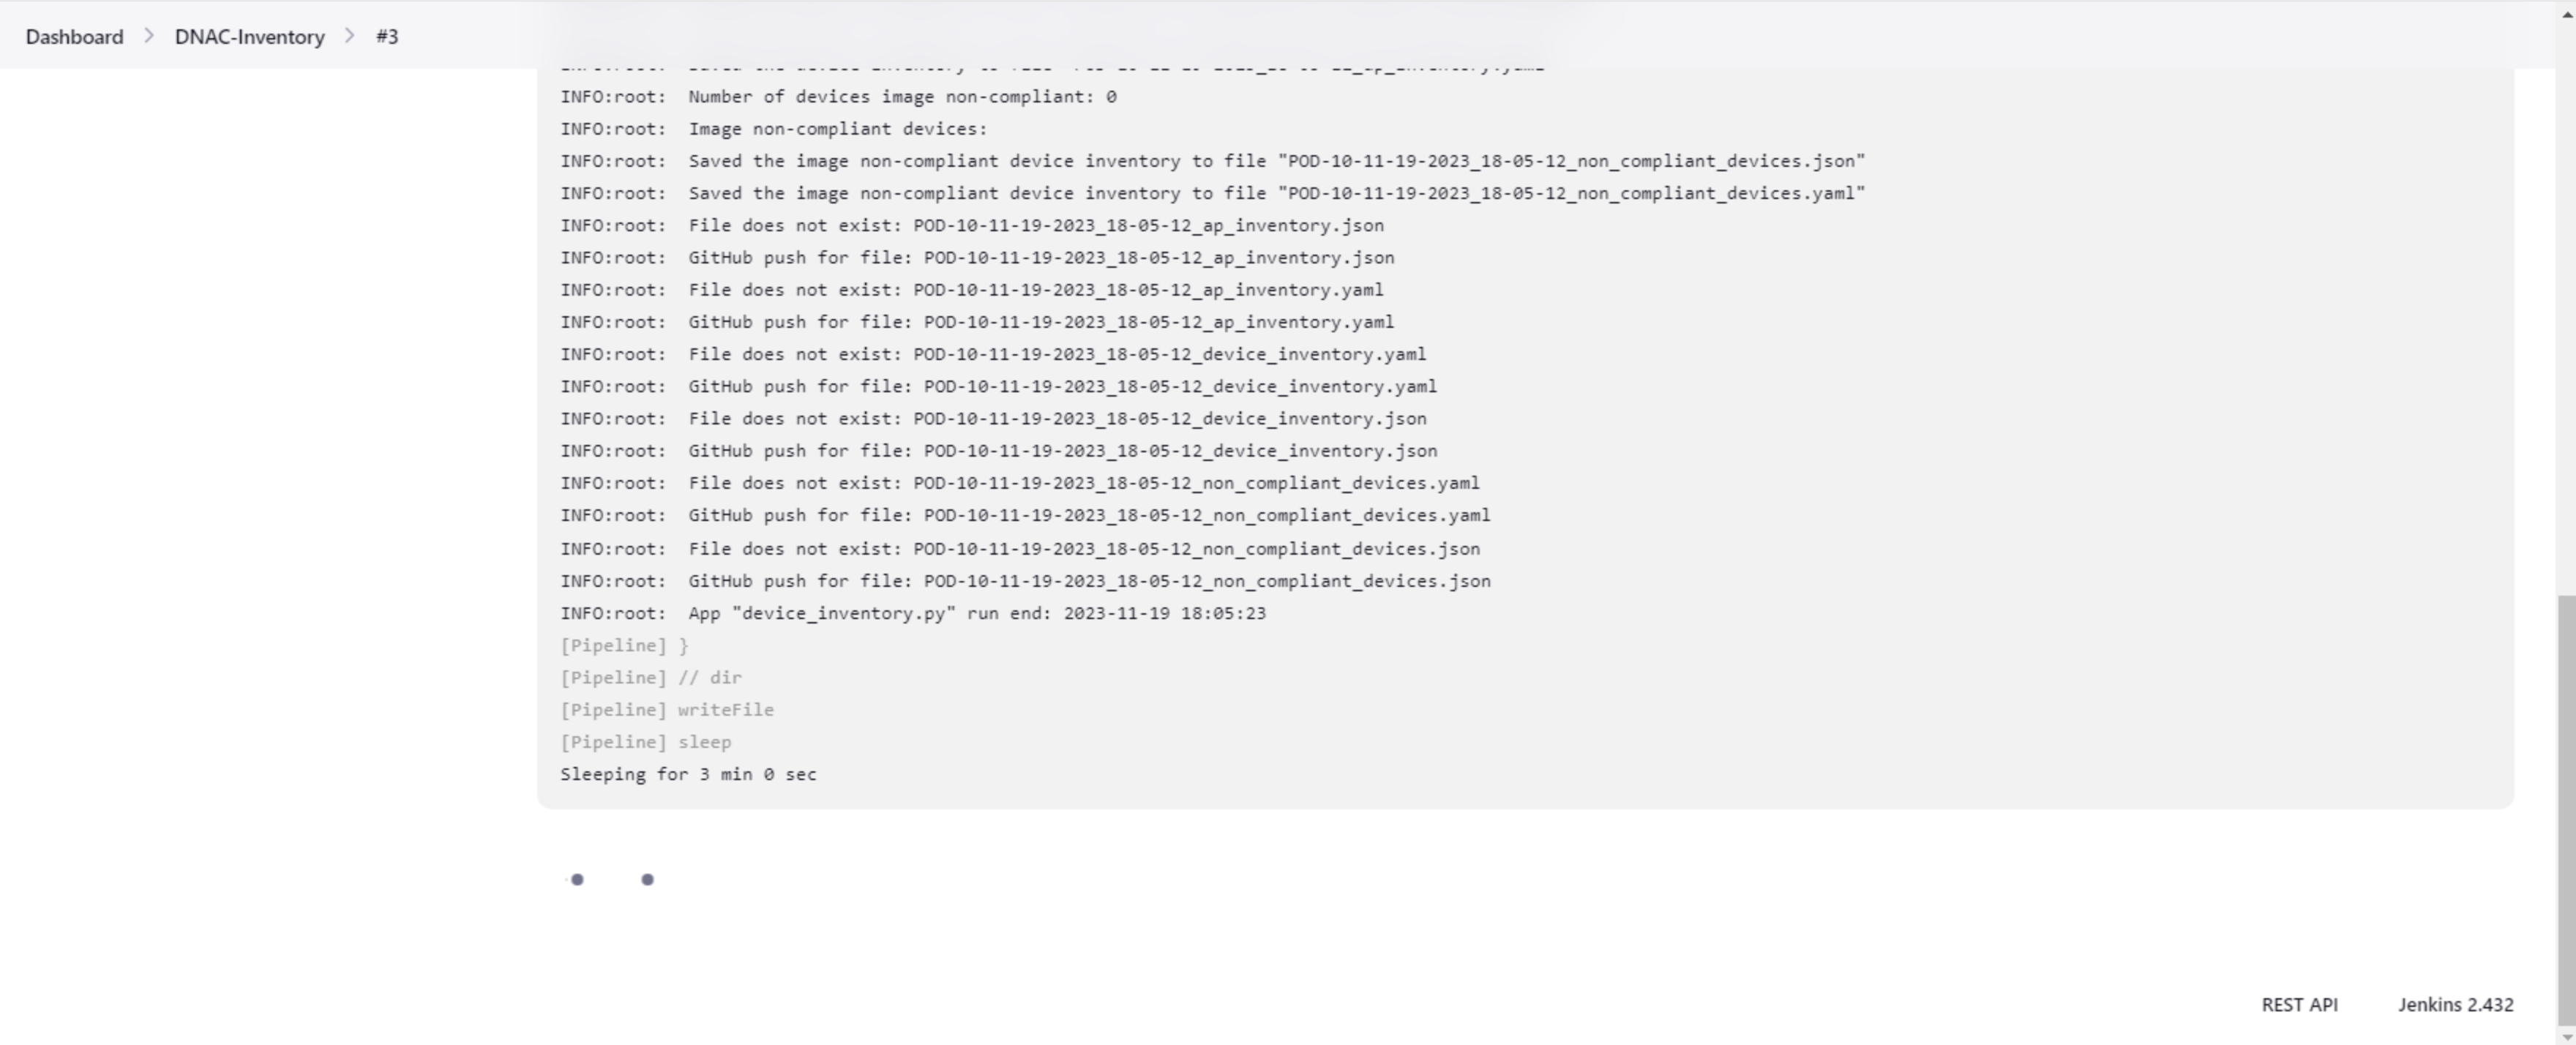 Dashboard > DNAC-Inventory > #3
INFO:root:  Number of devices image non-compliant: 0
INFO:root:  Image non-compliant devices:
INFO:root:  Saved the image non-compliant device inventory to file "POD-10-11-19-2023_18-05-12_non_compliant_devices.json"
INFO:root:  Saved the image non-compliant device inventory to file "POD-10-11-19-2023_18-05-12_non_compliant_devices.yaml"
INFO:root:  File does not exist: POD-10-11-19-2023_18-05-12_ap_inventory.json
INFO:root:  GitHub push for file: POD-10-11-19-2023_18-05-12_ap_inventory.json
INFO:root:  File does not exist: POD-10-11-19-2023_18-05-12_ap_inventory.yaml
INFO:root:  GitHub push for file: POD-10-11-19-2023_18-05-12_ap_inventory.yaml
INFO:root:  File does not exist: POD-10-11-19-2023_18-05-12_device_inventory.yaml
INFO:root:  GitHub push for file: POD-10-11-19-2023_18-05-12_device_inventory.yaml
INFO:root:  File does not exist: POD-10-11-19-2023_18-05-12_device_inventory.json
INFO:root:  GitHub push for file: POD-10-11-19-2023_18-05-12_device_inventory.json
INFO:root:  File does not exist: POD-10-11-19-2023_18-05-12_non_compliant_devices.yaml
INFO:root:  GitHub push for file: POD-10-11-19-2023_18-05-12_non_compliant_devices.yaml
INFO:root:  File does not exist: POD-10-11-19-2023_18-05-12_non_compliant_devices.json
INFO:root:  GitHub push for file: POD-10-11-19-2023_18-05-12_non_compliant_devices.json
INFO:root:  App "device_inventory.py" run end: 2023-11-19 18:05:23
[Pipeline] }
[Pipeline] // dir
[Pipeline] writeFile
[Pipeline] sleep
Sleeping for 3 min 0 sec
REST API Jenkins 2.432